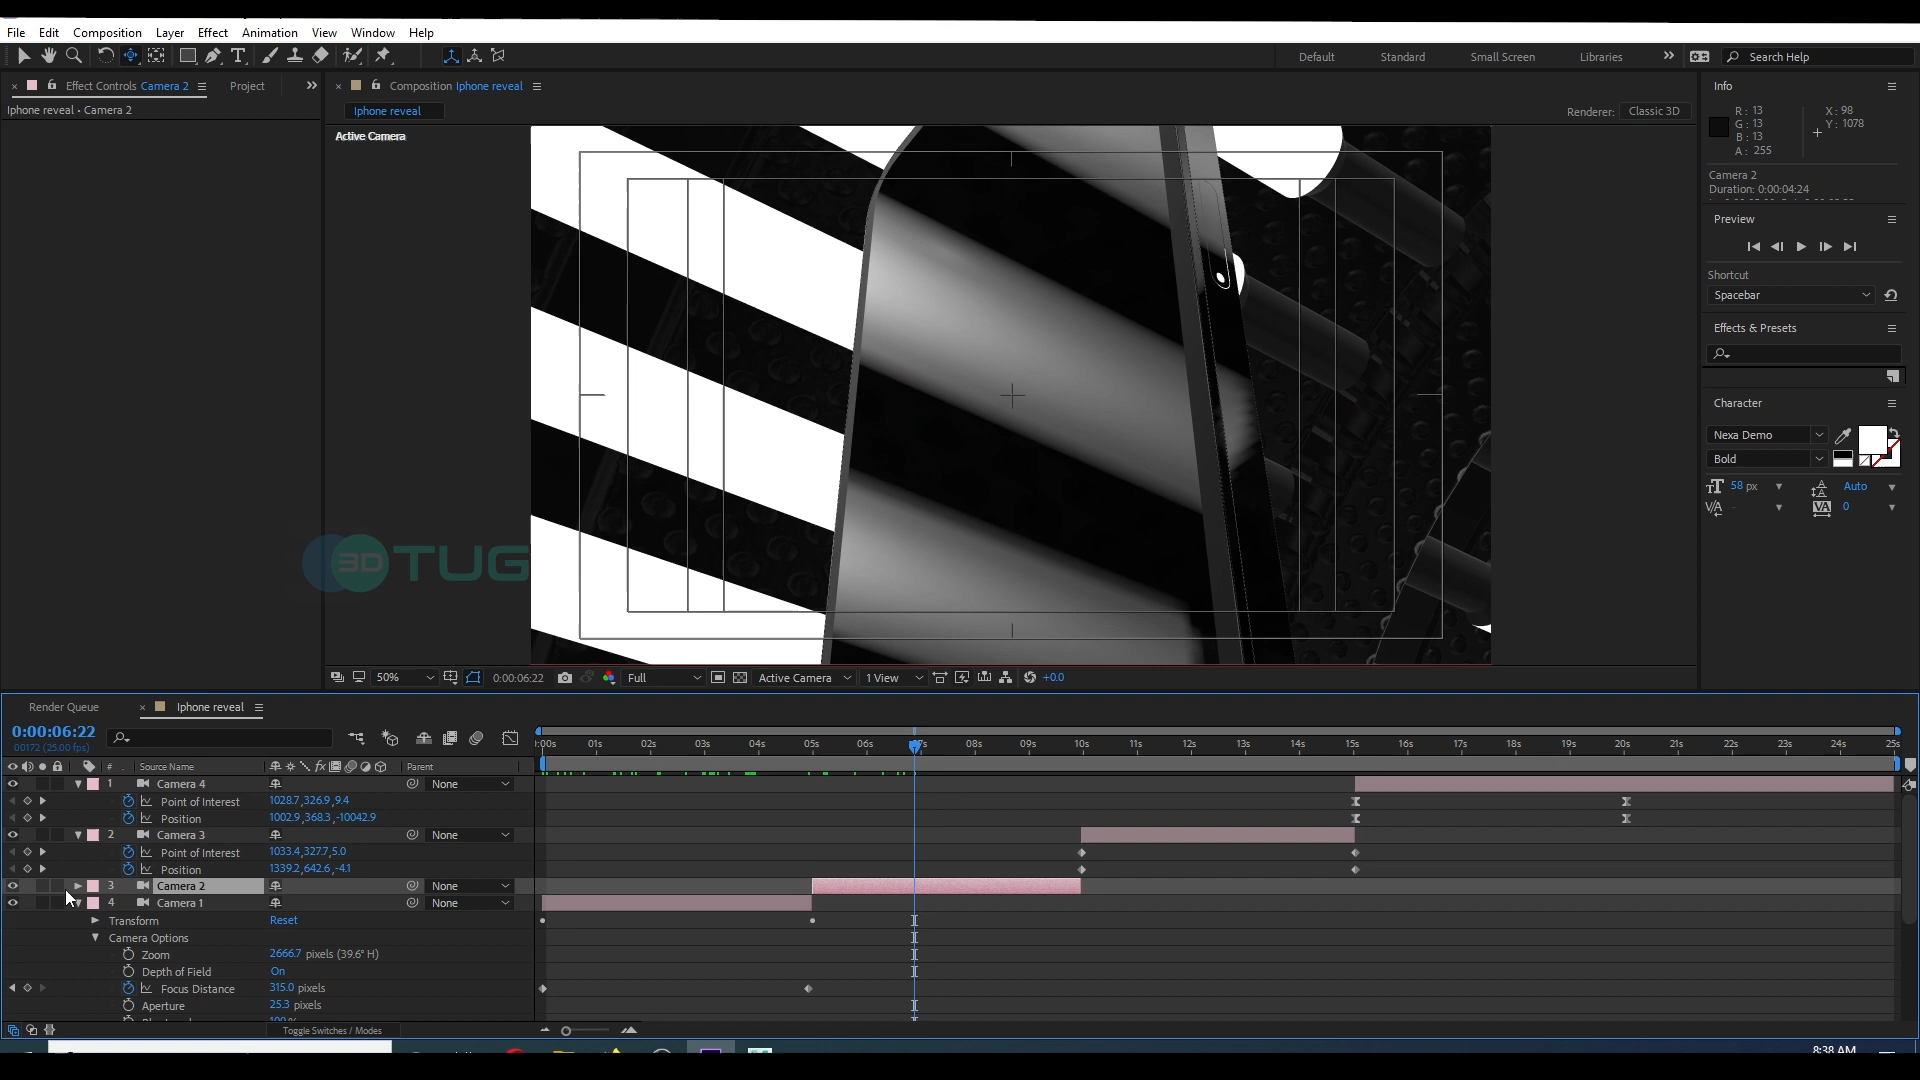 File Edit Composition Layer Effect Animation View Window Help
Default Standard Small Screen Libraries Search Help
Effect Controls Camera 2 Project
Composition Iphone reveal
Info
Iphone reveal • Camera 2
Iphone reveal
Renderer: Classic 3D
R: 13 X: 98
G: 13 Y: 1078
B: 13
A: 255
Active Camera
Camera 2
Duration: 0:00:04:24
Preview
Shortcut
Spacebar
Effects & Presets
Character
Nexa Demo
Bold
58 px Auto
0
3D TUG
50% 0:00:06:22 Full Active Camera 1 View +0.0
Render Queue Iphone reveal
0:00:06:22
00172 (25.00 fps)
):00s 01s 02s 03s 04s 05s 06s 7s 08s 09s 10s 11s 12s 13s 14s 15s 16s 17s 18s 19s 20s 21s 22s 23s 24s 25s
# Source Name fx Parent
1 Camera 4 None
Point of Interest 1028.7,326.9,9.4
Position 1002.9,368.3,-10042.9
2 Camera 3 None
Point of Interest 1033.4,327.7,5.0
Position 1339.2,642.6,-4.1
3 Camera 2 None
4 Camera 1 None
Transform Reset
Camera Options
Zoom 2666.7 pixels (39.6° H)
Depth of Field On
Focus Distance 315.0 pixels
Aperture 25.3 pixels
Toggle Switches / Modes
8:38 AM